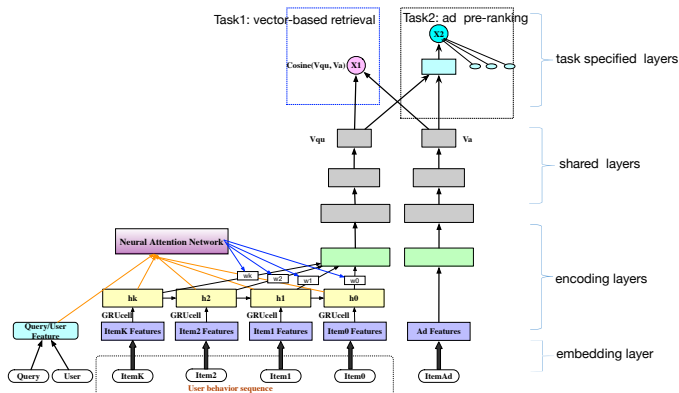 Task1: vector-based retrieval
Task2: ad pre-ranking
X2
Cosine(Vqu, Va)
X1
task specified layers
Vqu
Va
shared layers
Neural Attention Network
wk
w2
w1
w0
encoding layers
hk
h2
h1
h0
GRUcell
GRUcell
GRUcell
GRUcell
Query/User
Feature
ItemK Features
Item2 Features
Item1 Features
Item0 Features
Ad Features
embedding layer
Query
User
ItemK
Item2
Item1
Item0
ItemAd
User behavior sequence